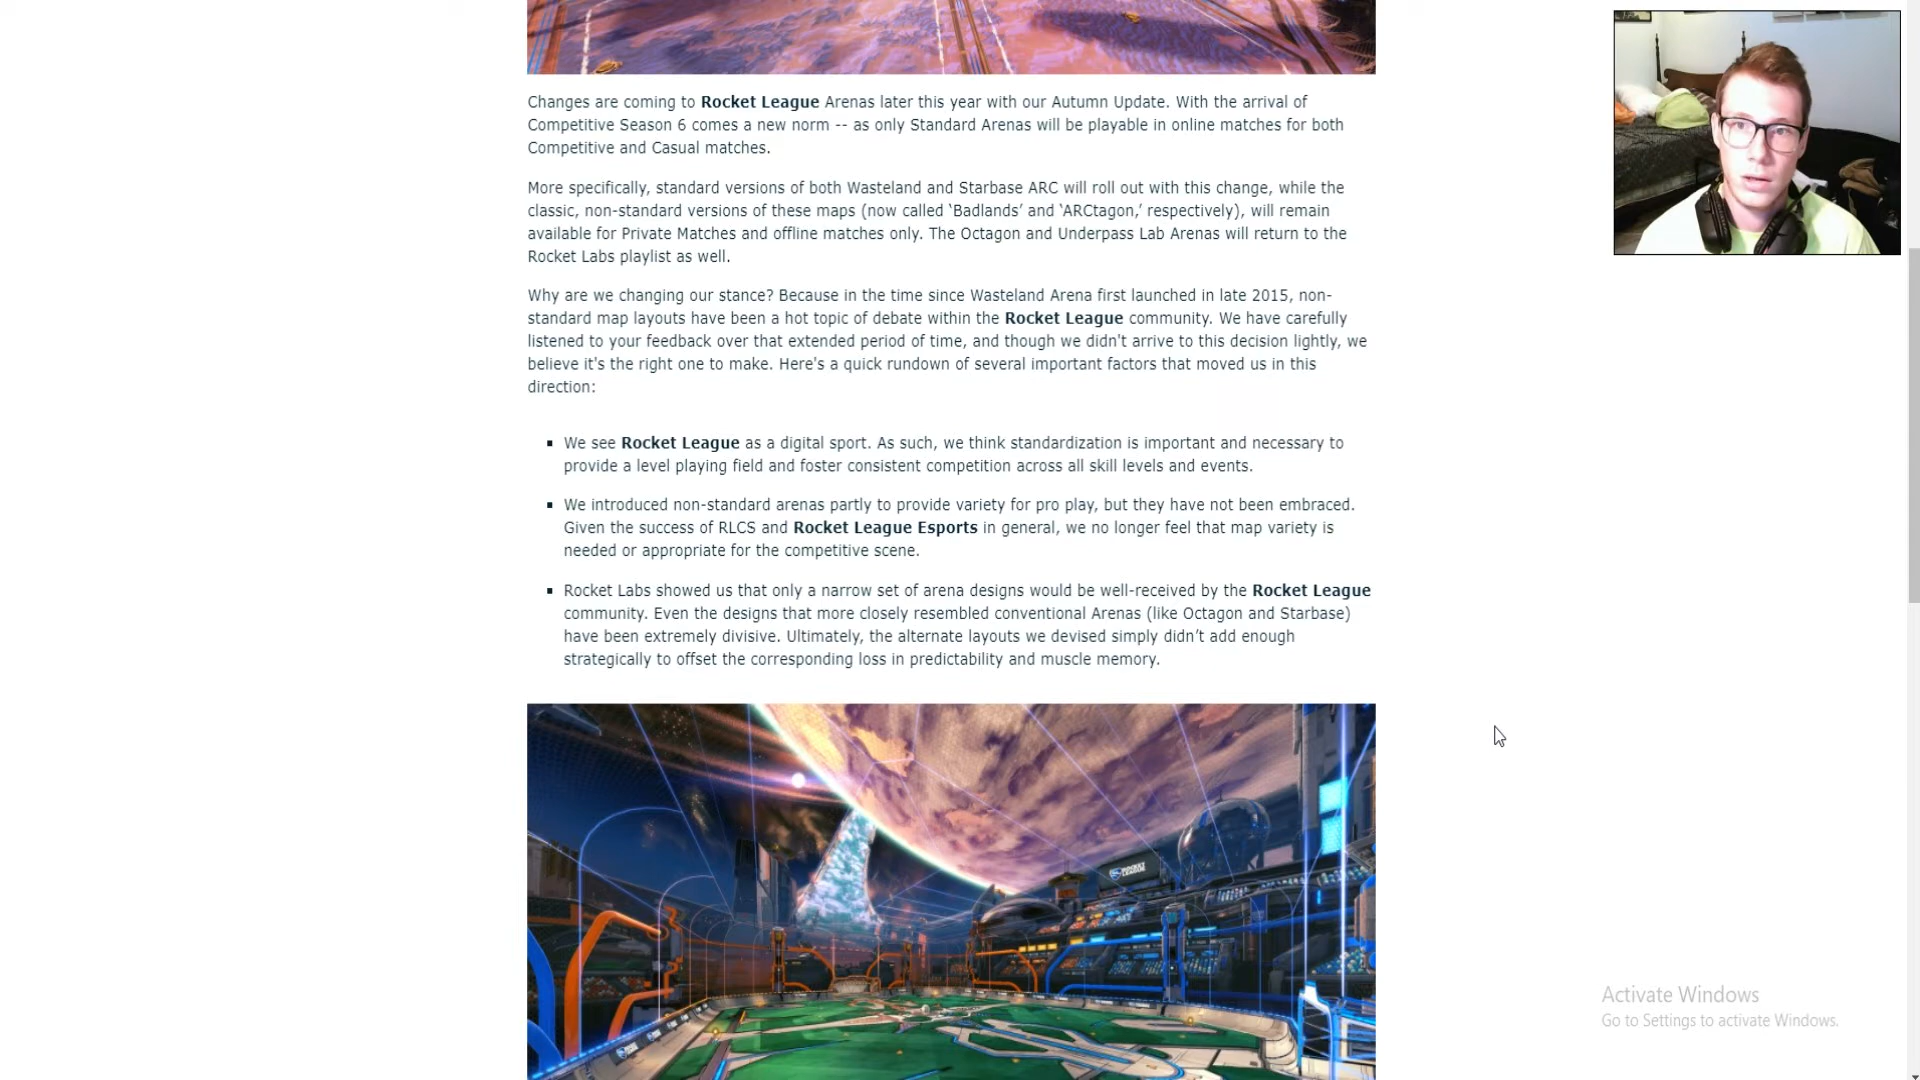 Changes are coming to Rocket League Arenas later this year with our Autumn Update. With the arrival of
Competitive Season 6 comes a new norm -- as only Standard Arenas will be playable in online matches for both
Competitive and Casual matches.
More specifically, standard versions of both Wasteland and Starbase ARC will roll out with this change, while the
classic, non-standard versions of these maps (now called ‘Badlands’ and ‘ARCtagon,’ respectively), will remain
available for Private Matches and offline matches only. The Octagon and Underpass Lab Arenas will return to the
Rocket Labs playlist as well.
Why are we changing our stance? Because in the time since Wasteland Arena first launched in late 2015, non-
standard map layouts have been a hot topic of debate within the Rocket League community. We have carefully
listened to your feedback over that extended period of time, and though we didn't arrive to this decision lightly, we
believe it's the right one to make. Here's a quick rundown of several important factors that moved us in this
direction:
▪ We see Rocket League as a digital sport. As such, we think standardization is important and necessary to
provide a level playing field and foster consistent competition across all skill levels and events.
▪ We introduced non-standard arenas partly to provide variety for pro play, but they have not been embraced.
Given the success of RLCS and Rocket League Esports in general, we no longer feel that map variety is
needed or appropriate for the competitive scene.
▪ Rocket Labs showed us that only a narrow set of arena designs would be well-received by the Rocket League
community. Even the designs that more closely resembled conventional Arenas (like Octagon and Starbase)
have been extremely divisive. Ultimately, the alternate layouts we devised simply didn’t add enough
strategically to offset the corresponding loss in predictability and muscle memory.
ROCKET
LEAGUE
Activate Windows
Go to Settings to activate Windows.